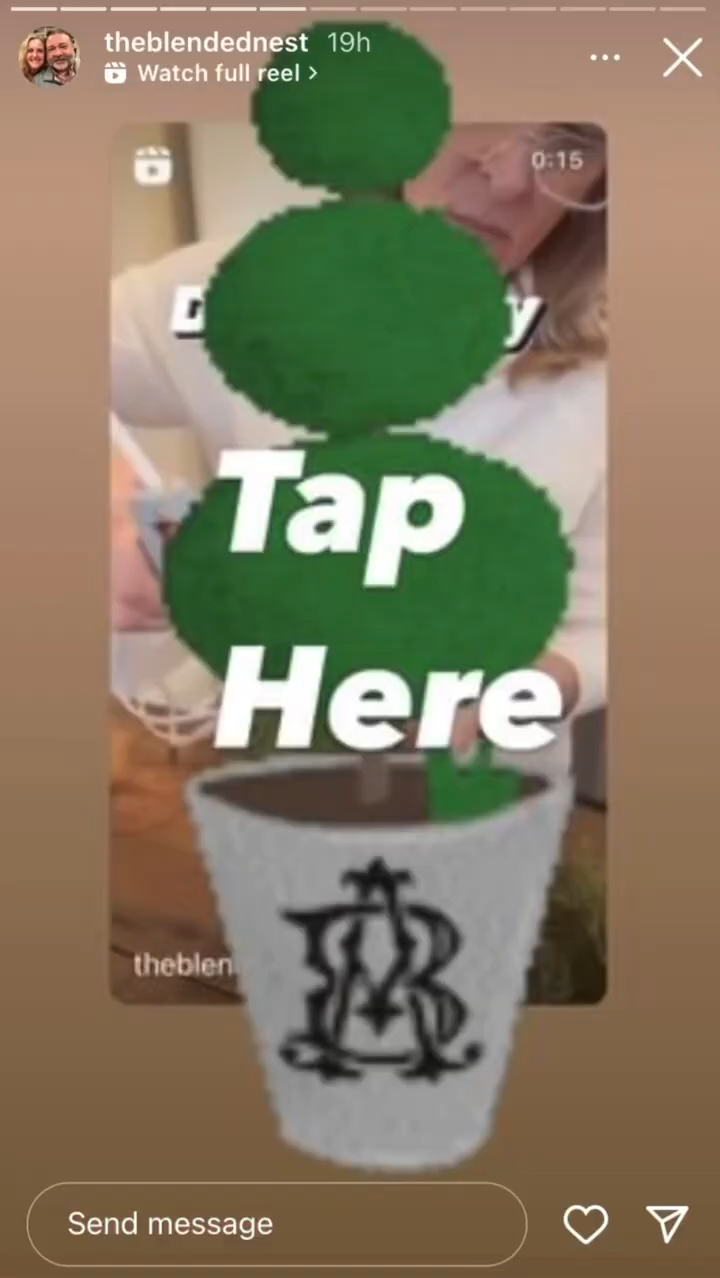 theblendednest 19h
Watch full reel >
0:15
Tap
Here
theblen
Send message